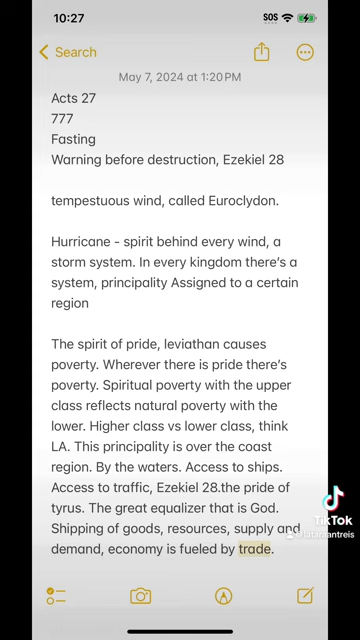 10:27
SOS
Search
May 7, 2024 at 1:20 PM
Acts 27
777
Fasting
Warning before destruction, Ezekiel 28
tempestuous wind, called Euroclydon.
Hurricane - spirit behind every wind, a
storm system. In every kingdom there's a
system, principality Assigned to a certain
region
The spirit of pride, leviathan causes
poverty. Wherever there is pride there's
poverty. Spiritual poverty with the upper
class reflects natural poverty with the
lower. Higher class vs lower class, think
LA. This principality is over the coast
region. By the waters. Access to ships.
Access to traffic, Ezekiel 28.the pride of
tyrus. The great equalizer that is God.
Shipping of goods, resources, supply and
demand, economy is fueled by trade.
TikTok